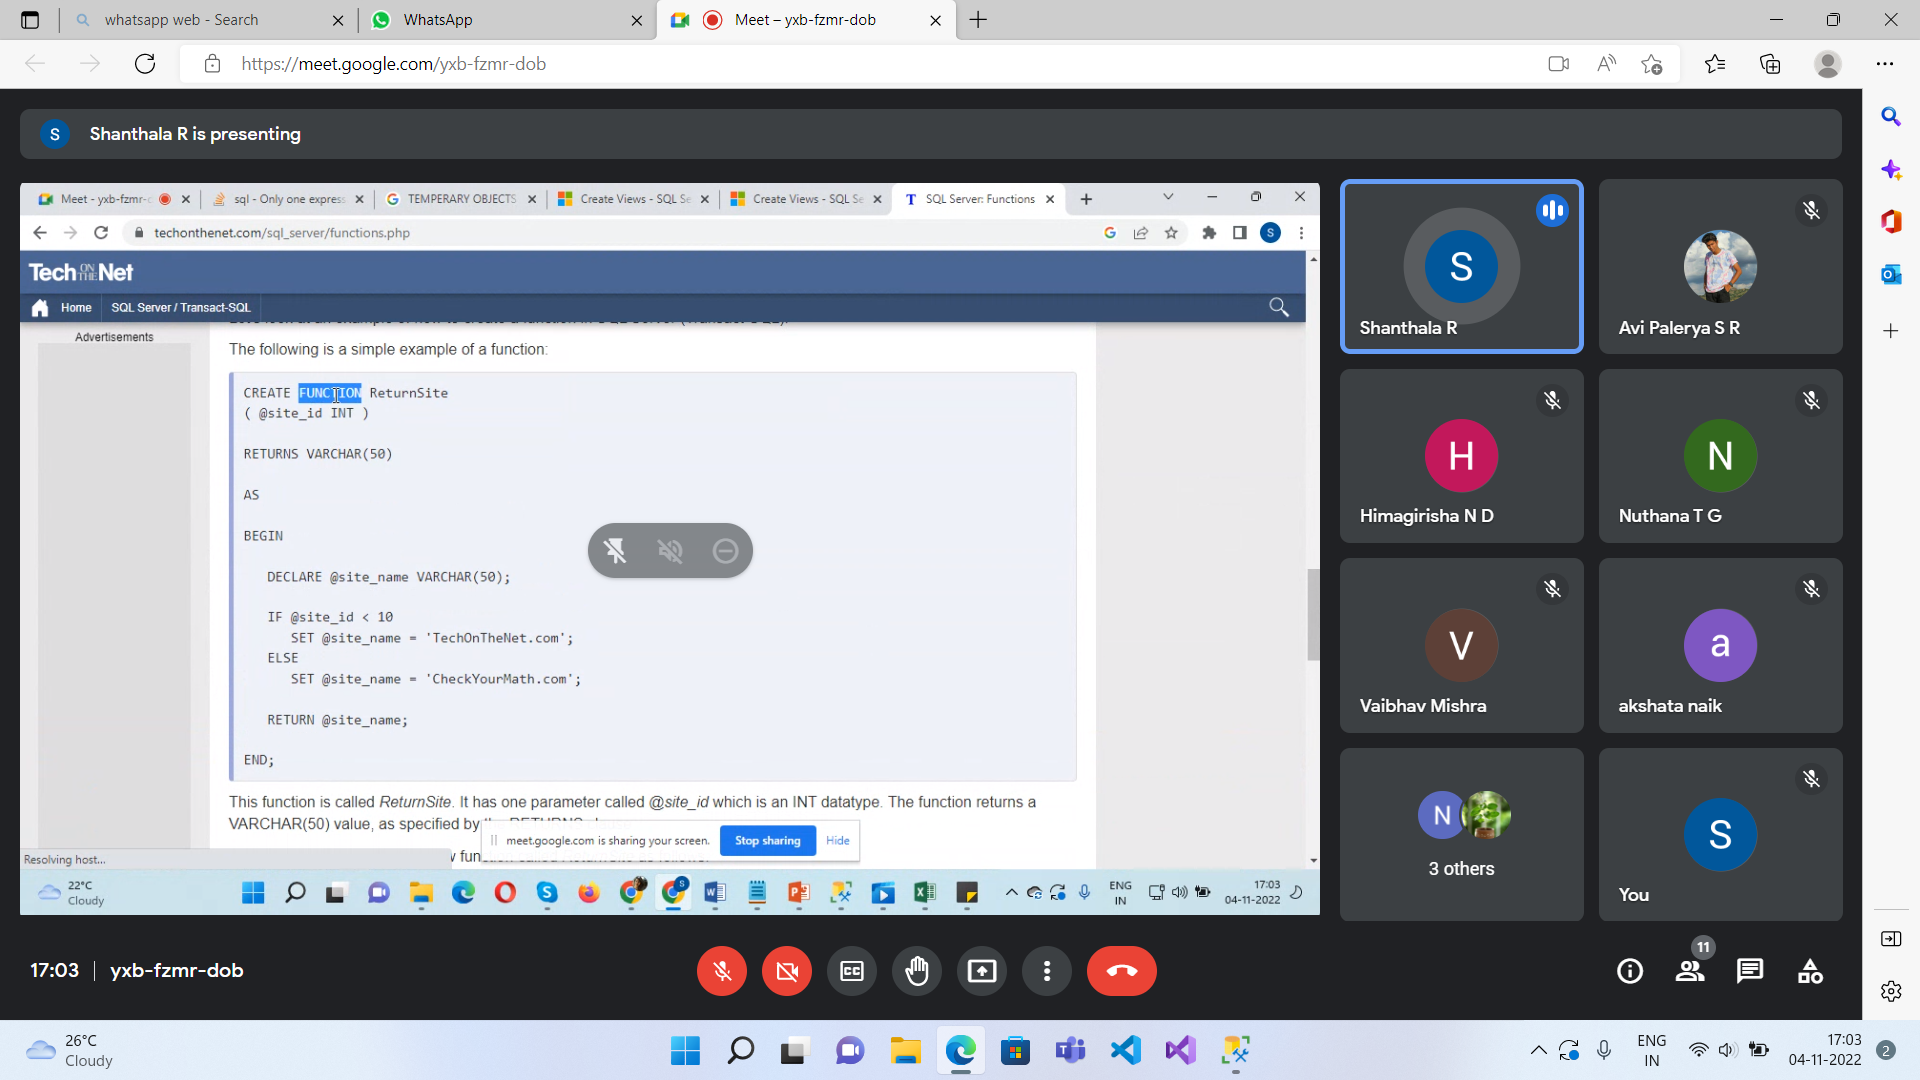 whatsapp web - Search
WhatsApp
Meet – yxb-fzmr-dob
https://meet.google.com/yxb-fzmr-dob
S
Shanthala R is presenting
Meet - yxb-fzmr-
sql - Only one express
TEMPERARY OBJECTS
Create Views - SQL Se
Create Views - SQL Se
SQL Server: Functions
techonthenet.com/sql_server/functions.php
S
Tech ON THE Net
Home
SQL Server / Transact-SQL
Advertisements
The following is a simple example of a function:
CREATE FUNCTION ReturnSite
( @site_id INT )
RETURNS VARCHAR(50)
AS
BEGIN
DECLARE @site_name VARCHAR(50);
IF @site_id < 10
SET @site_name = 'TechOnTheNet.com';
ELSE
SET @site_name = 'CheckYourMath.com';
RETURN @site_name;
END;
This function is called ReturnSite. It has one parameter called @site_id which is an INT datatype. The function returns a
VARCHAR(50) value, as specified by
meet.google.com is sharing your screen.
Stop sharing
Hide
Resolving host...
22°C
Cloudy
ENG
IN
17:03
04-11-2022
S
Shanthala R
Avi Palerya S R
H
Himagirisha N D
N
Nuthana T G
V
Vaibhav Mishra
a
akshata naik
N
3 others
S
You
17:03
yxb-fzmr-dob
CC
11
26°C
Cloudy
ENG
IN
17:03
04-11-2022
2